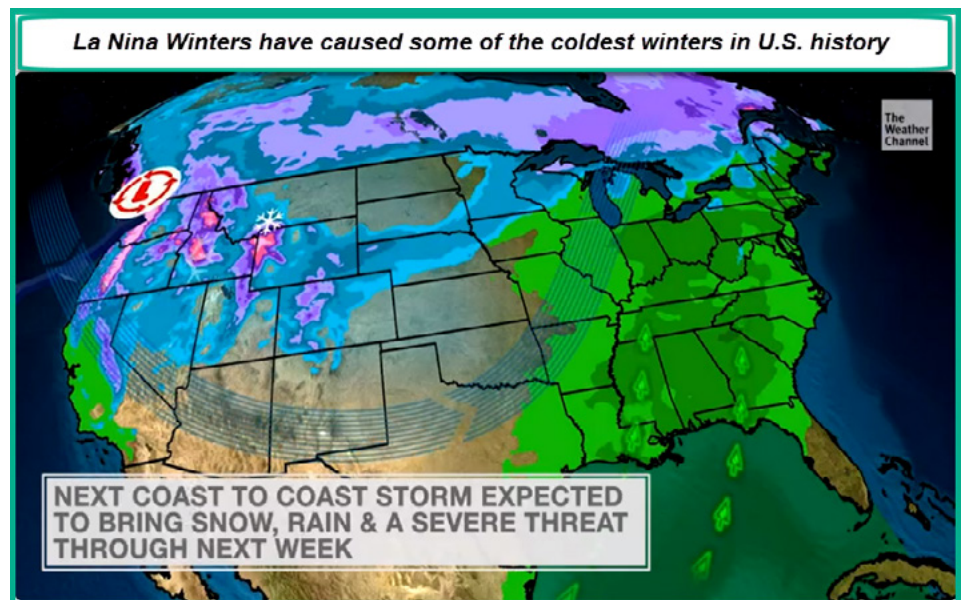 La Nina Winters have caused some of the coldest winters in U.S. history
The
Weather
Channel
L
NEXT COAST TO COAST STORM EXPECTED
TO BRING SNOW, RAIN & A SEVERE THREAT
THROUGH NEXT WEEK